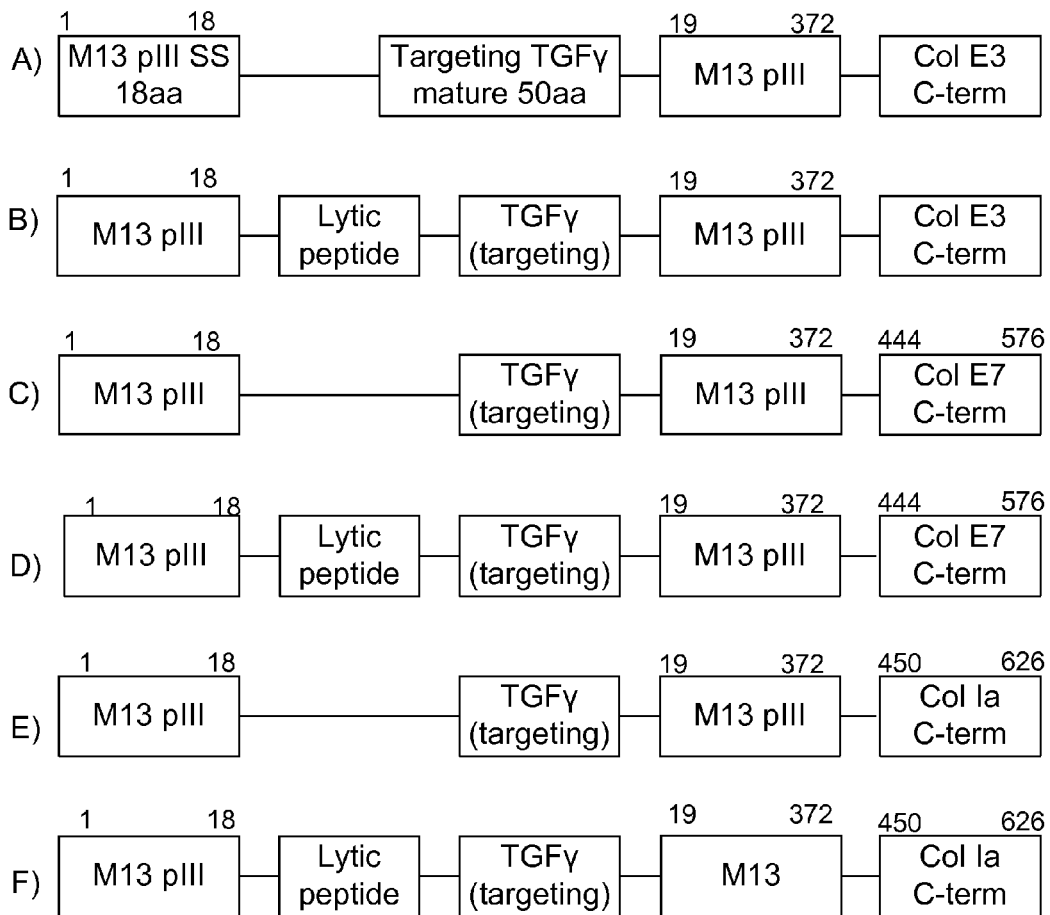 1 18 19 372
A) M13 pIII SS Targeting TGFγ M13 pIII Col E3
18aa mature 50aa C-term
1 18 19 372
B) M13 pIII Lytic TGFγ M13 pIII Col E3
peptide (targeting) C-term
1 18 19 372 444 576
C) M13 pIII TGFγ M13 pIII Col E7
(targeting) C-term
1 18 19 372 444 576
D) M13 pIII Lytic TGFγ M13 pIII Col E7
peptide (targeting) C-term
1 18 19 372 450 626
E) M13 pIII TGFγ M13 pIII Col Ia
(targeting) C-term
1 18 19 372 450 626
F) M13 pIII Lytic TGFγ M13 Col Ia
peptide (targeting) C-term